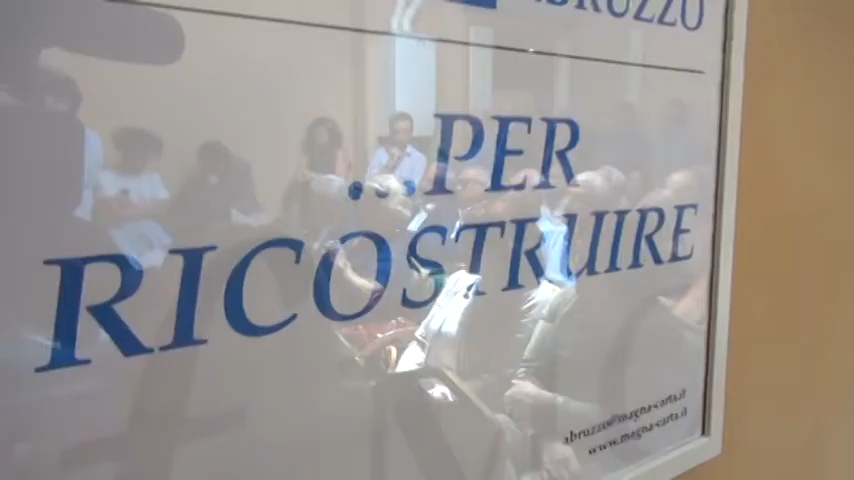 ABRUZZO
...PER
RICOSTRUIRE
abruzzo@magna-carta.it
www.magna-carta.it